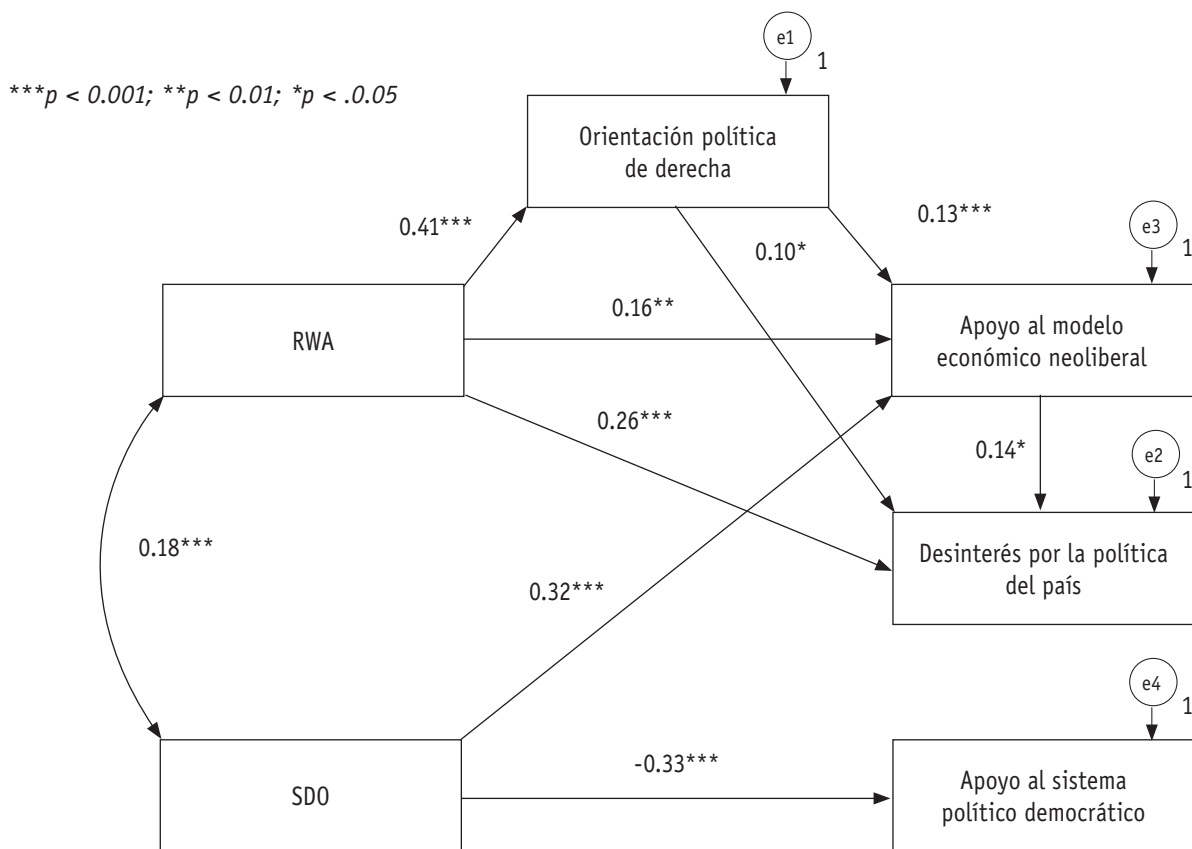 e1
1
***p < 0.001; **p < 0.01; *p < .0.05
Orientación política
de derecha
0.41***
0.13***
0.10*
e3
1
RWA
0.16**
Apoyo al modelo
económico neoliberal
0.26***
0.14*
e2
1
0.18***
0.32***
Desinterés por la política
del país
e4
1
SDO
-0.33***
Apoyo al sistema
político democrático